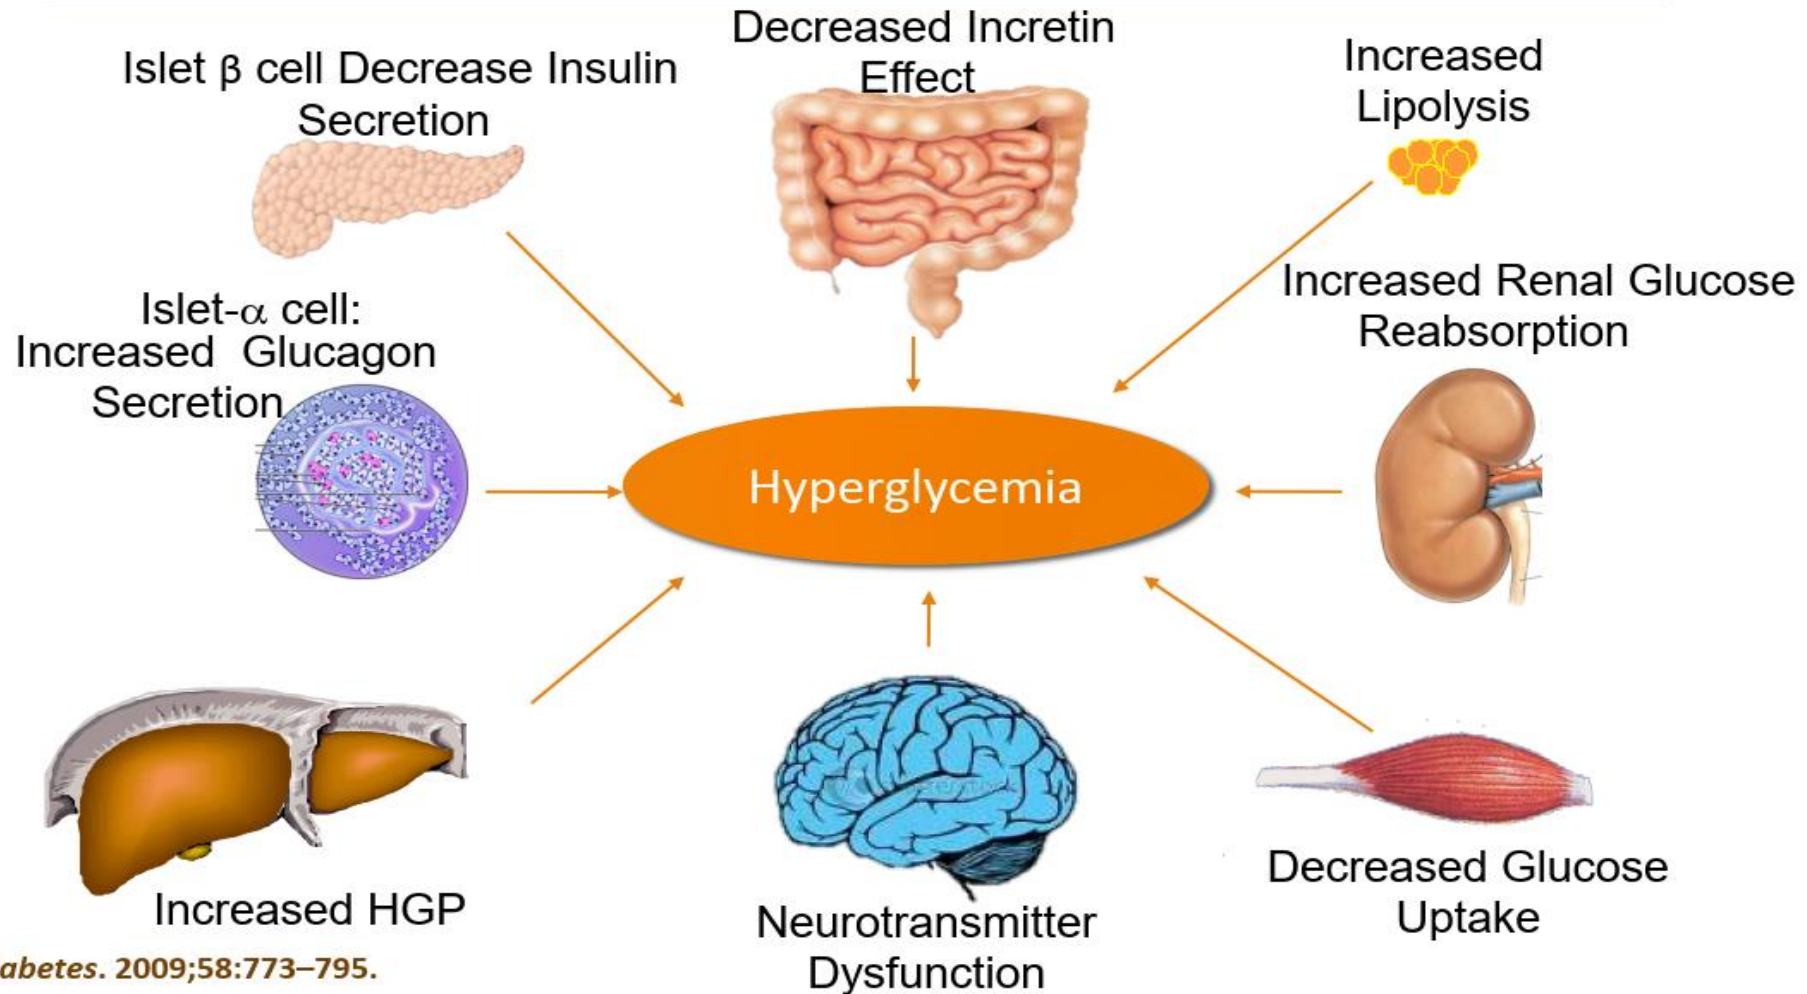 Decreased Incretin
Effect
Islet β cell Decrease Insulin
Secretion
Increased
Lipolysis
Islet-α cell:
Increased Glucagon
Secretion
Increased Renal Glucose
Reabsorption
Hyperglycemia
Increased HGP
Neurotransmitter
Dysfunction
Decreased Glucose
Uptake
abetes. 2009;58:773–795.